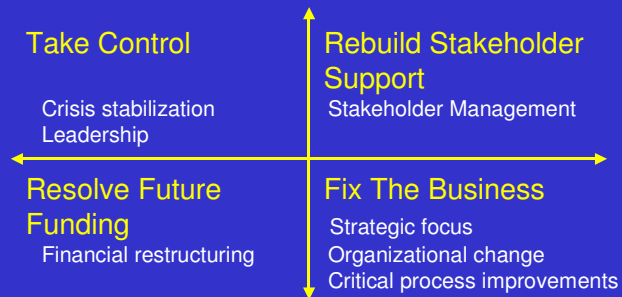 Take Control
Crisis stabilization
Leadership
Rebuild Stakeholder
Support
Stakeholder Management
Resolve Future
Funding
Financial restructuring
Fix The Business
Strategic focus
Organizational change
Critical process improvements